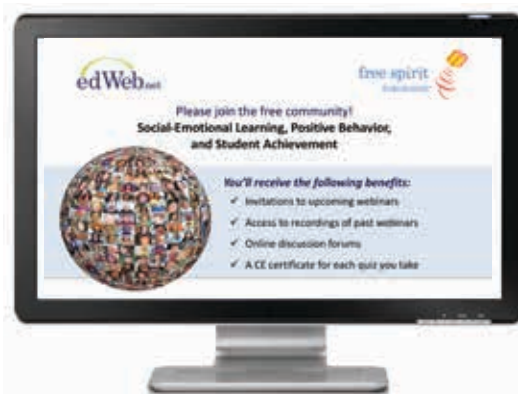 edWeb.net
free spirit
Please join the free community!
Social-Emotional Learning, Positive Behavior,
and Student Achievement
You'll receive the following benefits:
✓ Invitations to upcoming webinars
✓ Access to recordings of past webinars
✓ Online discussion forums
✓ A CE certificate for each quiz you take